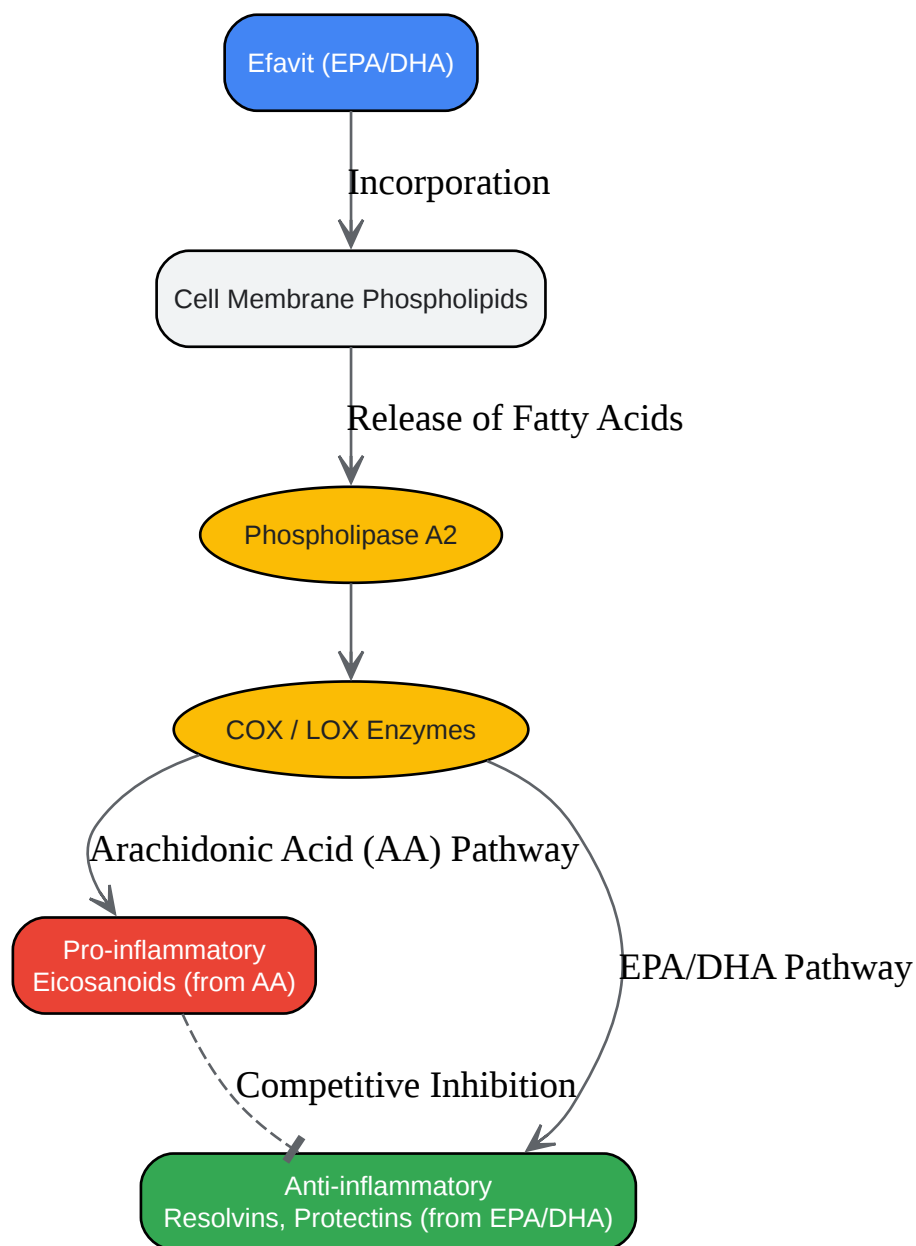 Efavit (EPA/DHA)
Incorporation
Cell Membrane Phospholipids
Release of Fatty Acids
Phospholipase A2
COX / LOX Enzymes
Arachidonic Acid (AA) Pathway
Pro-inflammatory
Eicosanoids (from AA)
EPA/DHA Pathway
Competitive Inhibition
Anti-inflammatory
Resolvins, Protectins (from EPA/DHA)